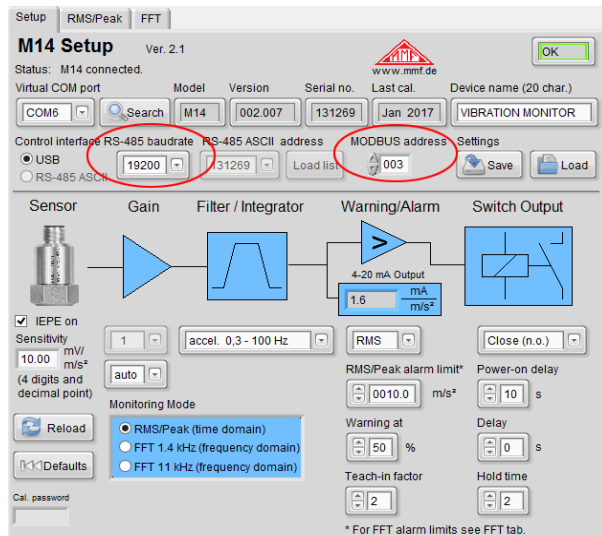 Setup RMS/Peak FFT
M14 Setup Ver. 2.1
MMF
OK
Status: M14 connected.
www.mmf.de
Virtual COM port Model Version Serial no. Last cal. Device name (20 char.)
COM6 Search M14 002.007 131269 Jan 2017 VIBRATION MONITOR
Control interface RS-485 baudrate RS-485 ASCII address MODBUS address Settings
USB
RS-485 ASCII
19200 131269 Load list 003 Save Load
Sensor Gain Filter / Integrator Warning/Alarm Switch Output
>
4-20 mA Output
1.6 mA
m/s²
IEPE on
Sensitivity
10.00 mV/
m/s²
(4 digits and
decimal point)
1 accel. 0,3 - 100 Hz RMS Close (n.o.)
auto
RMS/Peak alarm limit* Power-on delay
0010.0 m/s² 10 s
Monitoring Mode
RMS/Peak (time domain)
FFT 1.4 kHz (frequency domain)
FFT 11 kHz (frequency domain)
Warning at Delay
50 % 0 s
Teach-in factor Hold time
2 2
Reload
Defaults
Cal. password
* For FFT alarm limits see FFT tab.